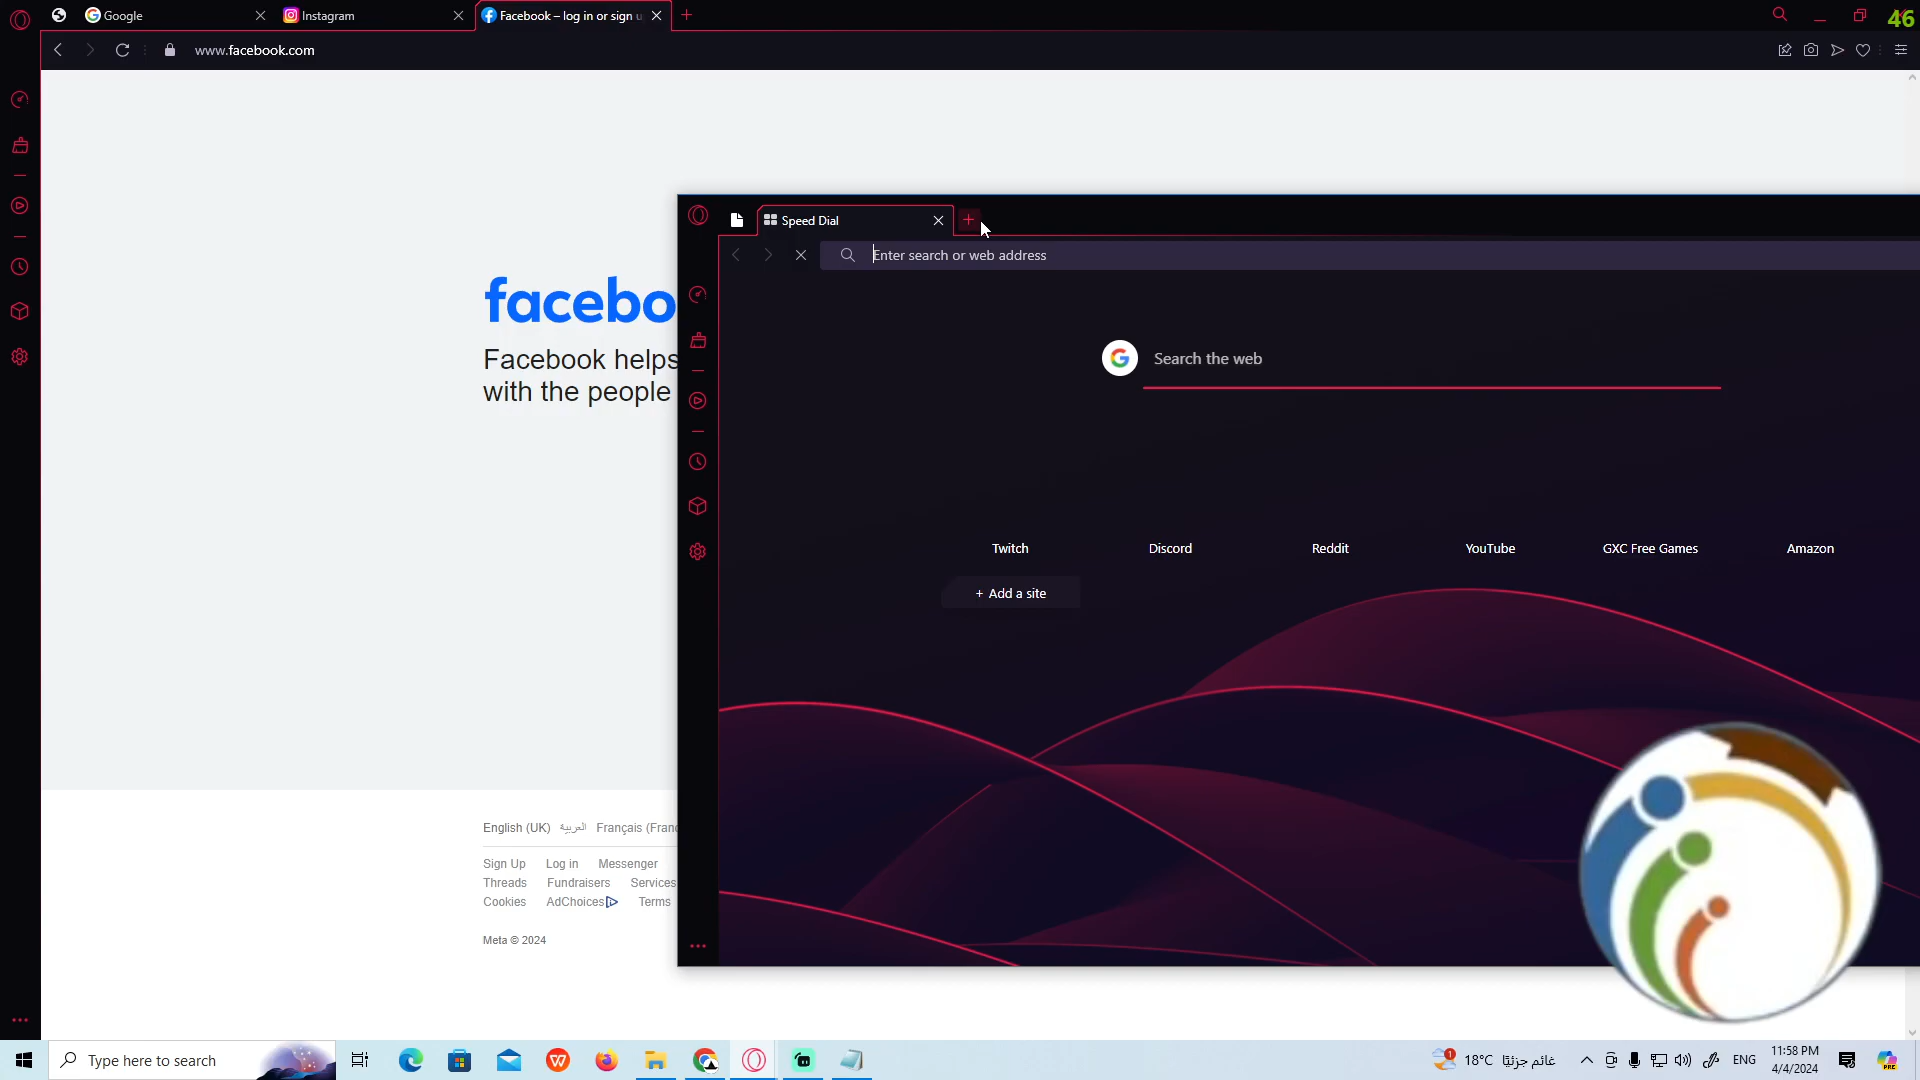 Google
Instagram
Facebook – log in or sign u
46
www.facebook.com
Speed Dial
Enter search or web address
Search the web
facebo
Facebook helps
with the people
Twitch
Discord
Reddit
YouTube
GXC Free Games
Amazon
+ Add a site
English (UK) العربية Français (Franc
Sign Up Log in Messenger
Threads Fundraisers Services
Cookies AdChoices Terms
Meta © 2024
Type here to search
1
18°C غائم جزئيًا
ENG
11:58 PM
4/4/2024
PRE